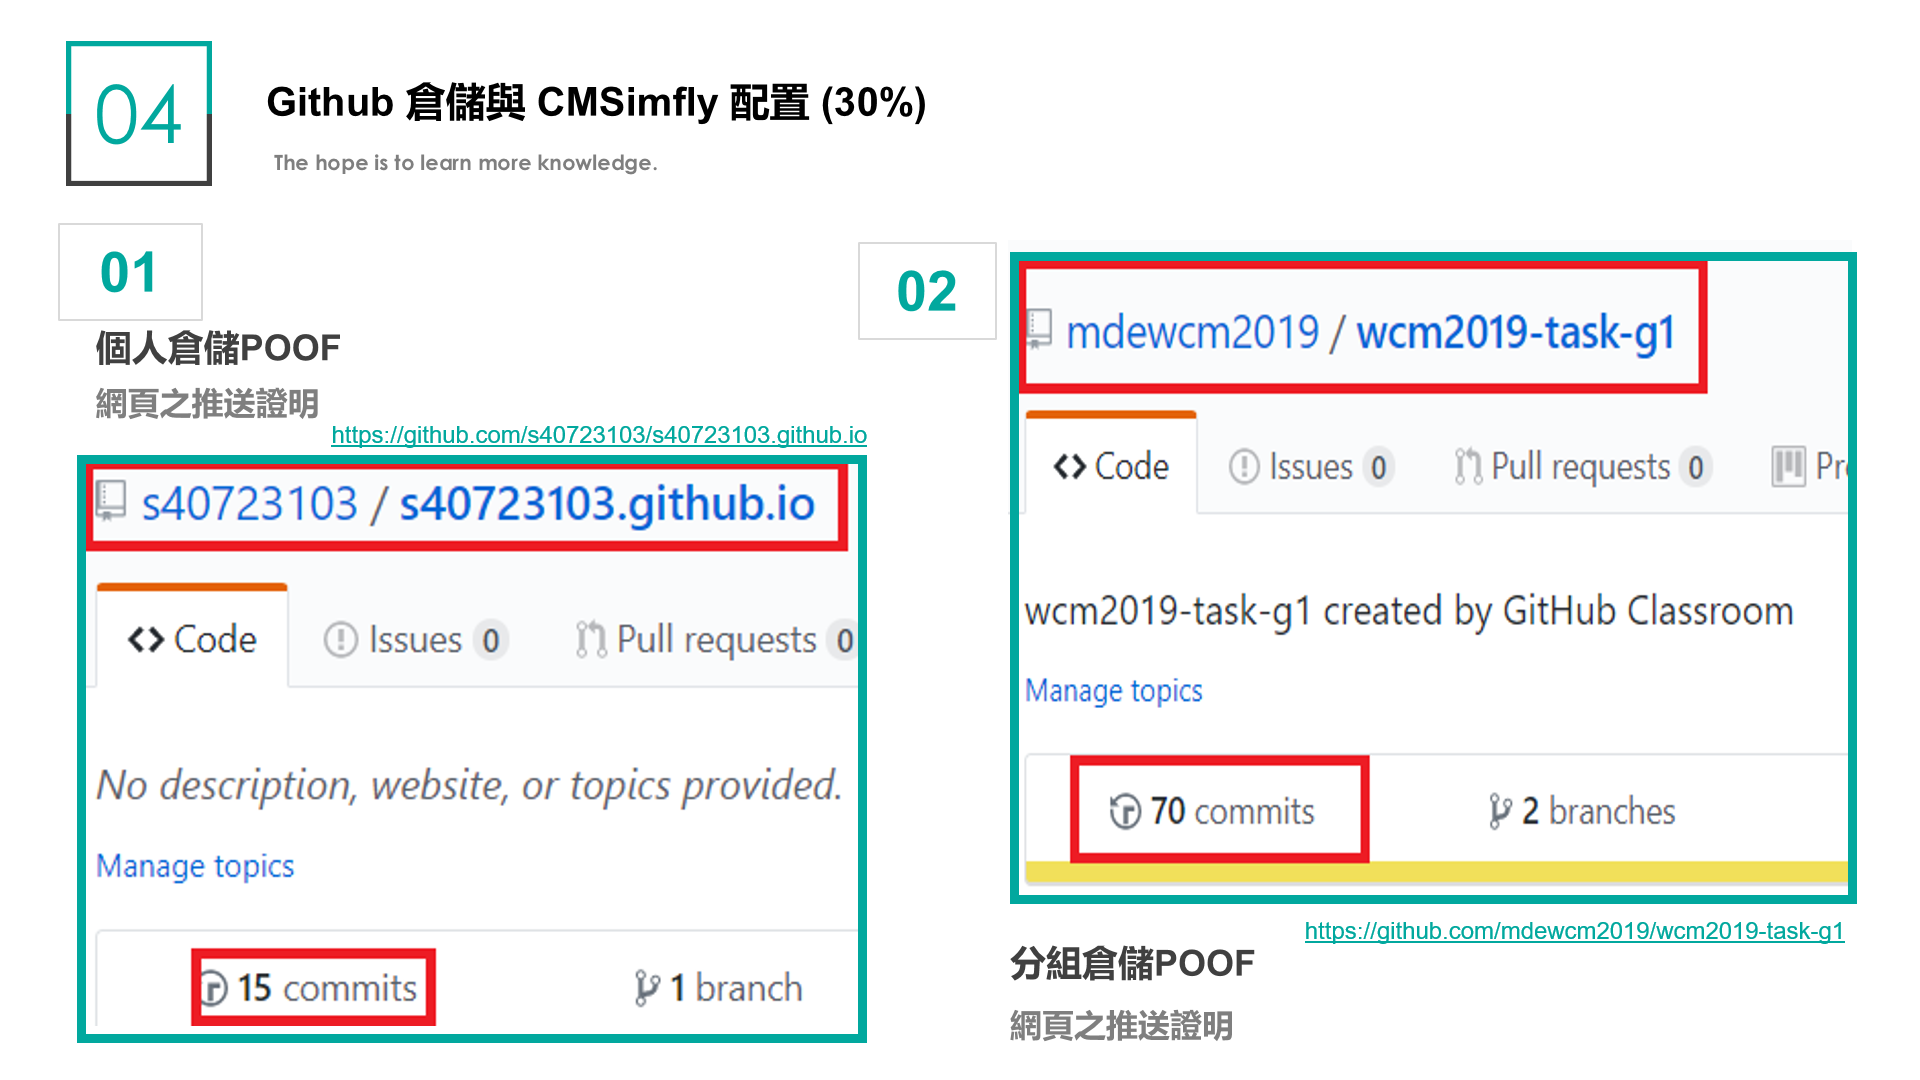 04
Github 倉儲與 CMSimfly 配置 (30%)
The hope is to learn more knowledge.
01
個人倉儲POOF
網頁之推送證明
https://github.com/s40723103/s40723103.github.io
s40723103 / s40723103.github.io
Code Issues 0 Pull requests 0
No description, website, or topics provided.
Manage topics
15 commits 1 branch
02
mdewcm2019 / wcm2019-task-g1
Code Issues 0 Pull requests 0 Pr
wcm2019-task-g1 created by GitHub Classroom
Manage topics
70 commits 2 branches
https://github.com/mdewcm2019/wcm2019-task-g1
分組倉儲POOF
網頁之推送證明